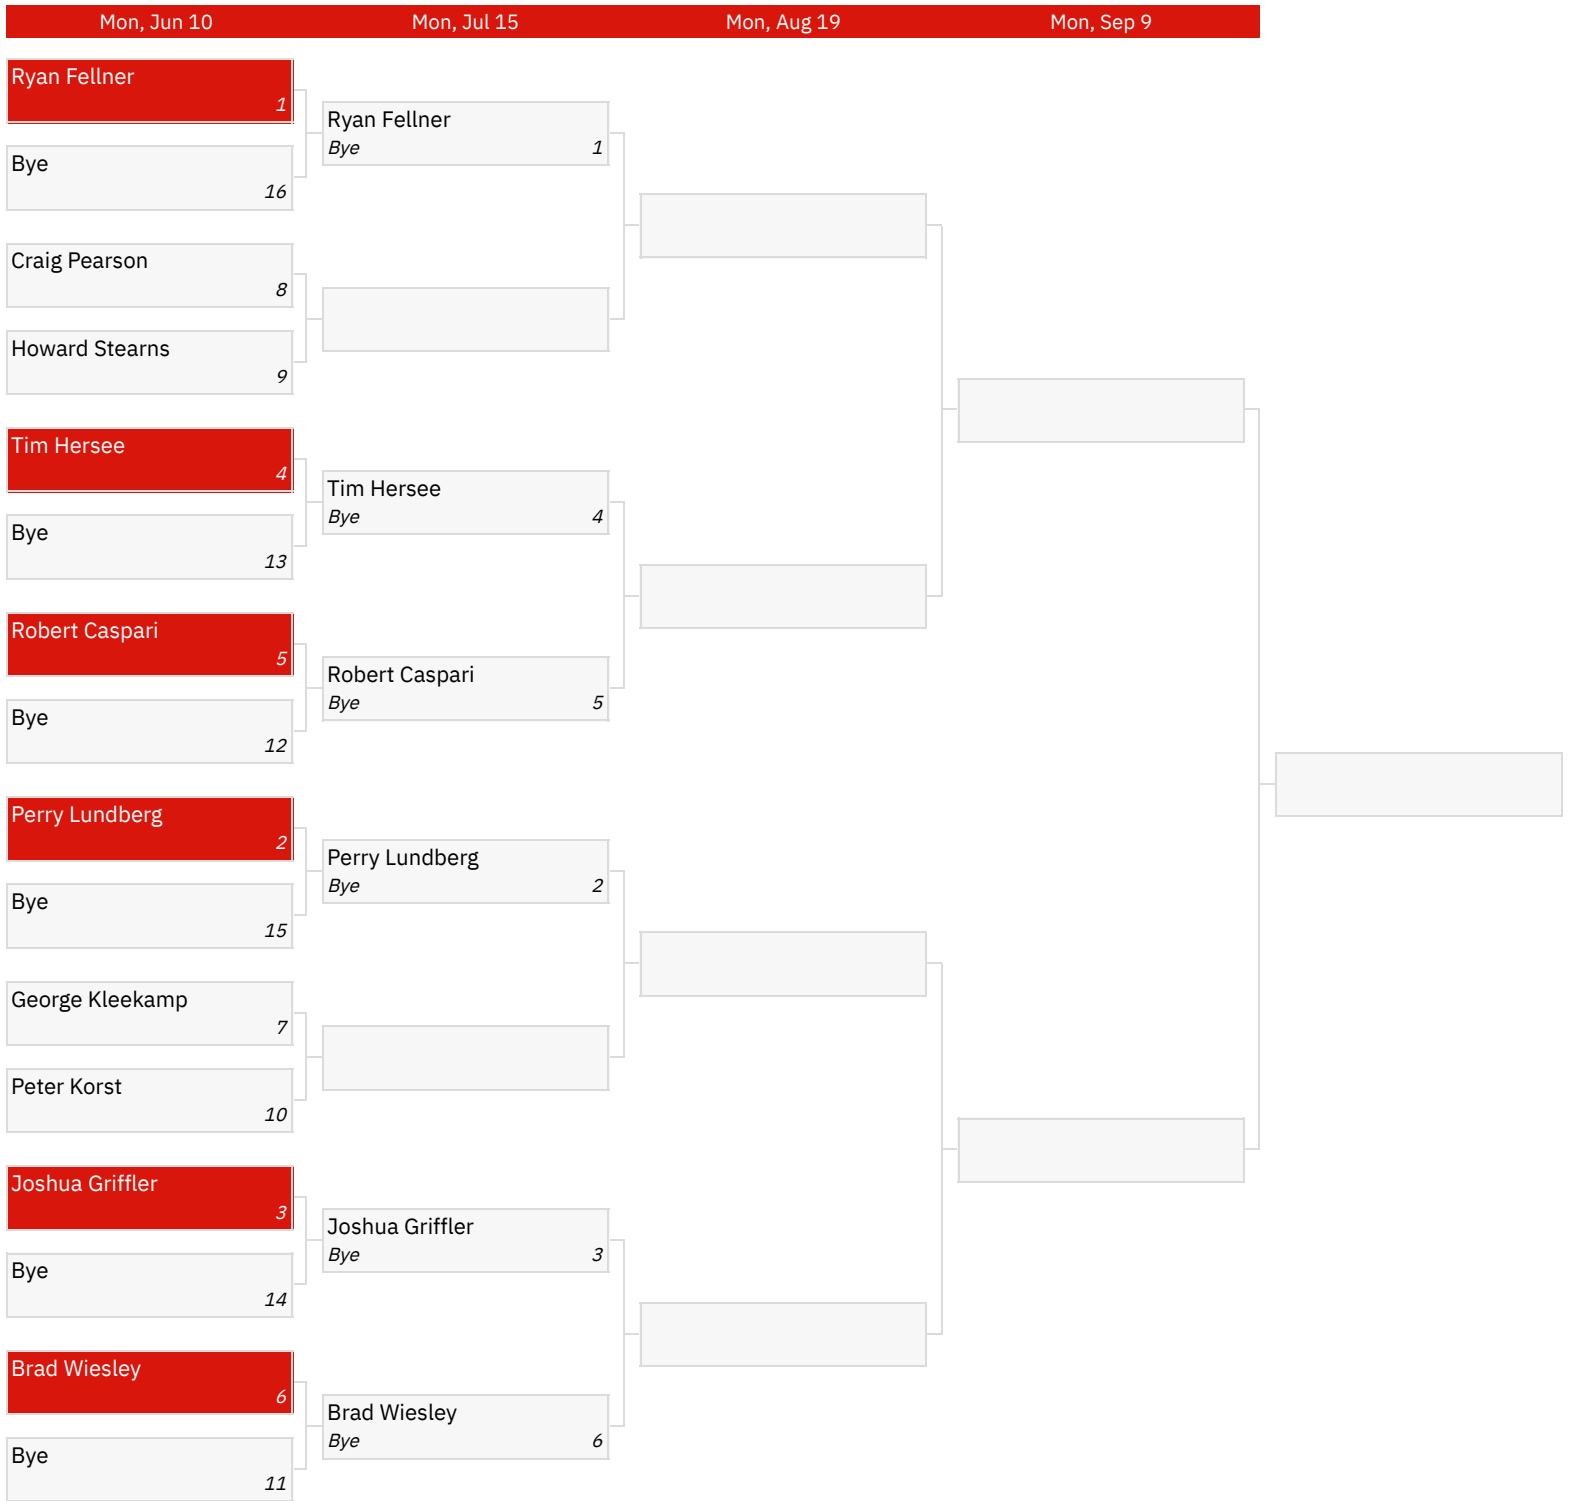 Mon, Jun 10
Mon, Jul 15
Mon, Aug 19
Mon, Sep 9
Ryan Fellner
1
Bye
16
Craig Pearson
8
Howard Stearns
9
Tim Hersee
4
Bye
13
Robert Caspari
5
Bye
12
Perry Lundberg
2
Bye
15
George Kleekamp
7
Peter Korst
10
Joshua Griffler
3
Bye
14
Brad Wiesley
6
Bye
11
Ryan Fellner
Bye 1
Tim Hersee
Bye 4
Robert Caspari
Bye 5
Perry Lundberg
Bye 2
Joshua Griffler
Bye 3
Brad Wiesley
Bye 6